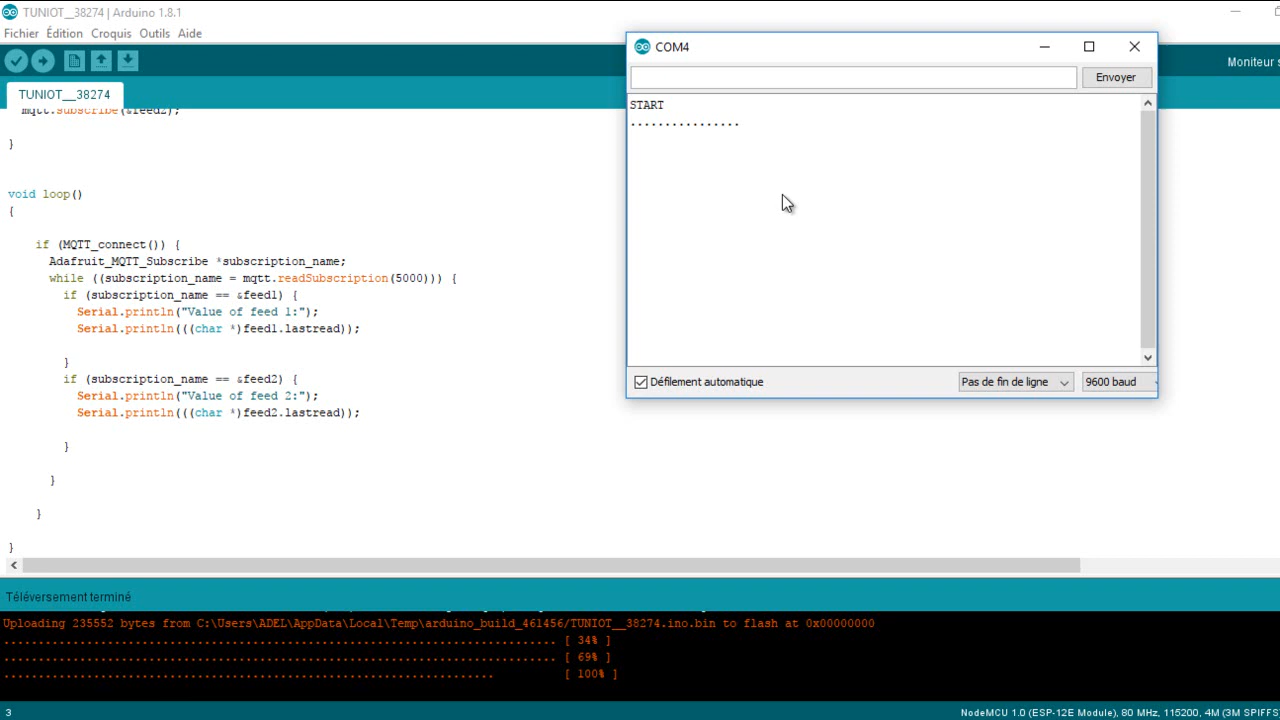 TUNIOT__38274 | Arduino 1.8.1
Fichier Édition Croquis Outils Aide
Moniteur s
TUNIOT__38274
mqtt.subscribe(&feed2);
}
void loop()
{
if (MQTT_connect()) {
Adafruit_MQTT_Subscribe *subscription_name;
while ((subscription_name = mqtt.readSubscription(5000))) {
if (subscription_name == &feed1) {
Serial.println("Value of feed 1:");
Serial.println(((char *)feed1.lastread));
}
if (subscription_name == &feed2) {
Serial.println("Value of feed 2:");
Serial.println(((char *)feed2.lastread));
}
}
}
}
COM4
Envoyer
START
................
Défilement automatique
Pas de fin de ligne
9600 baud
Téléversement terminé
Uploading 235552 bytes from C:\Users\ADEL\AppData\Local\Temp\arduino_build_461456/TUNIOT__38274.ino.bin to flash at 0x00000000
................................................................................ [ 34% ]
................................................................................ [ 69% ]
....................................................................... [ 100% ]
3
NodeMCU 1.0 (ESP-12E Module), 80 MHz, 115200, 4M (3M SPIFFS